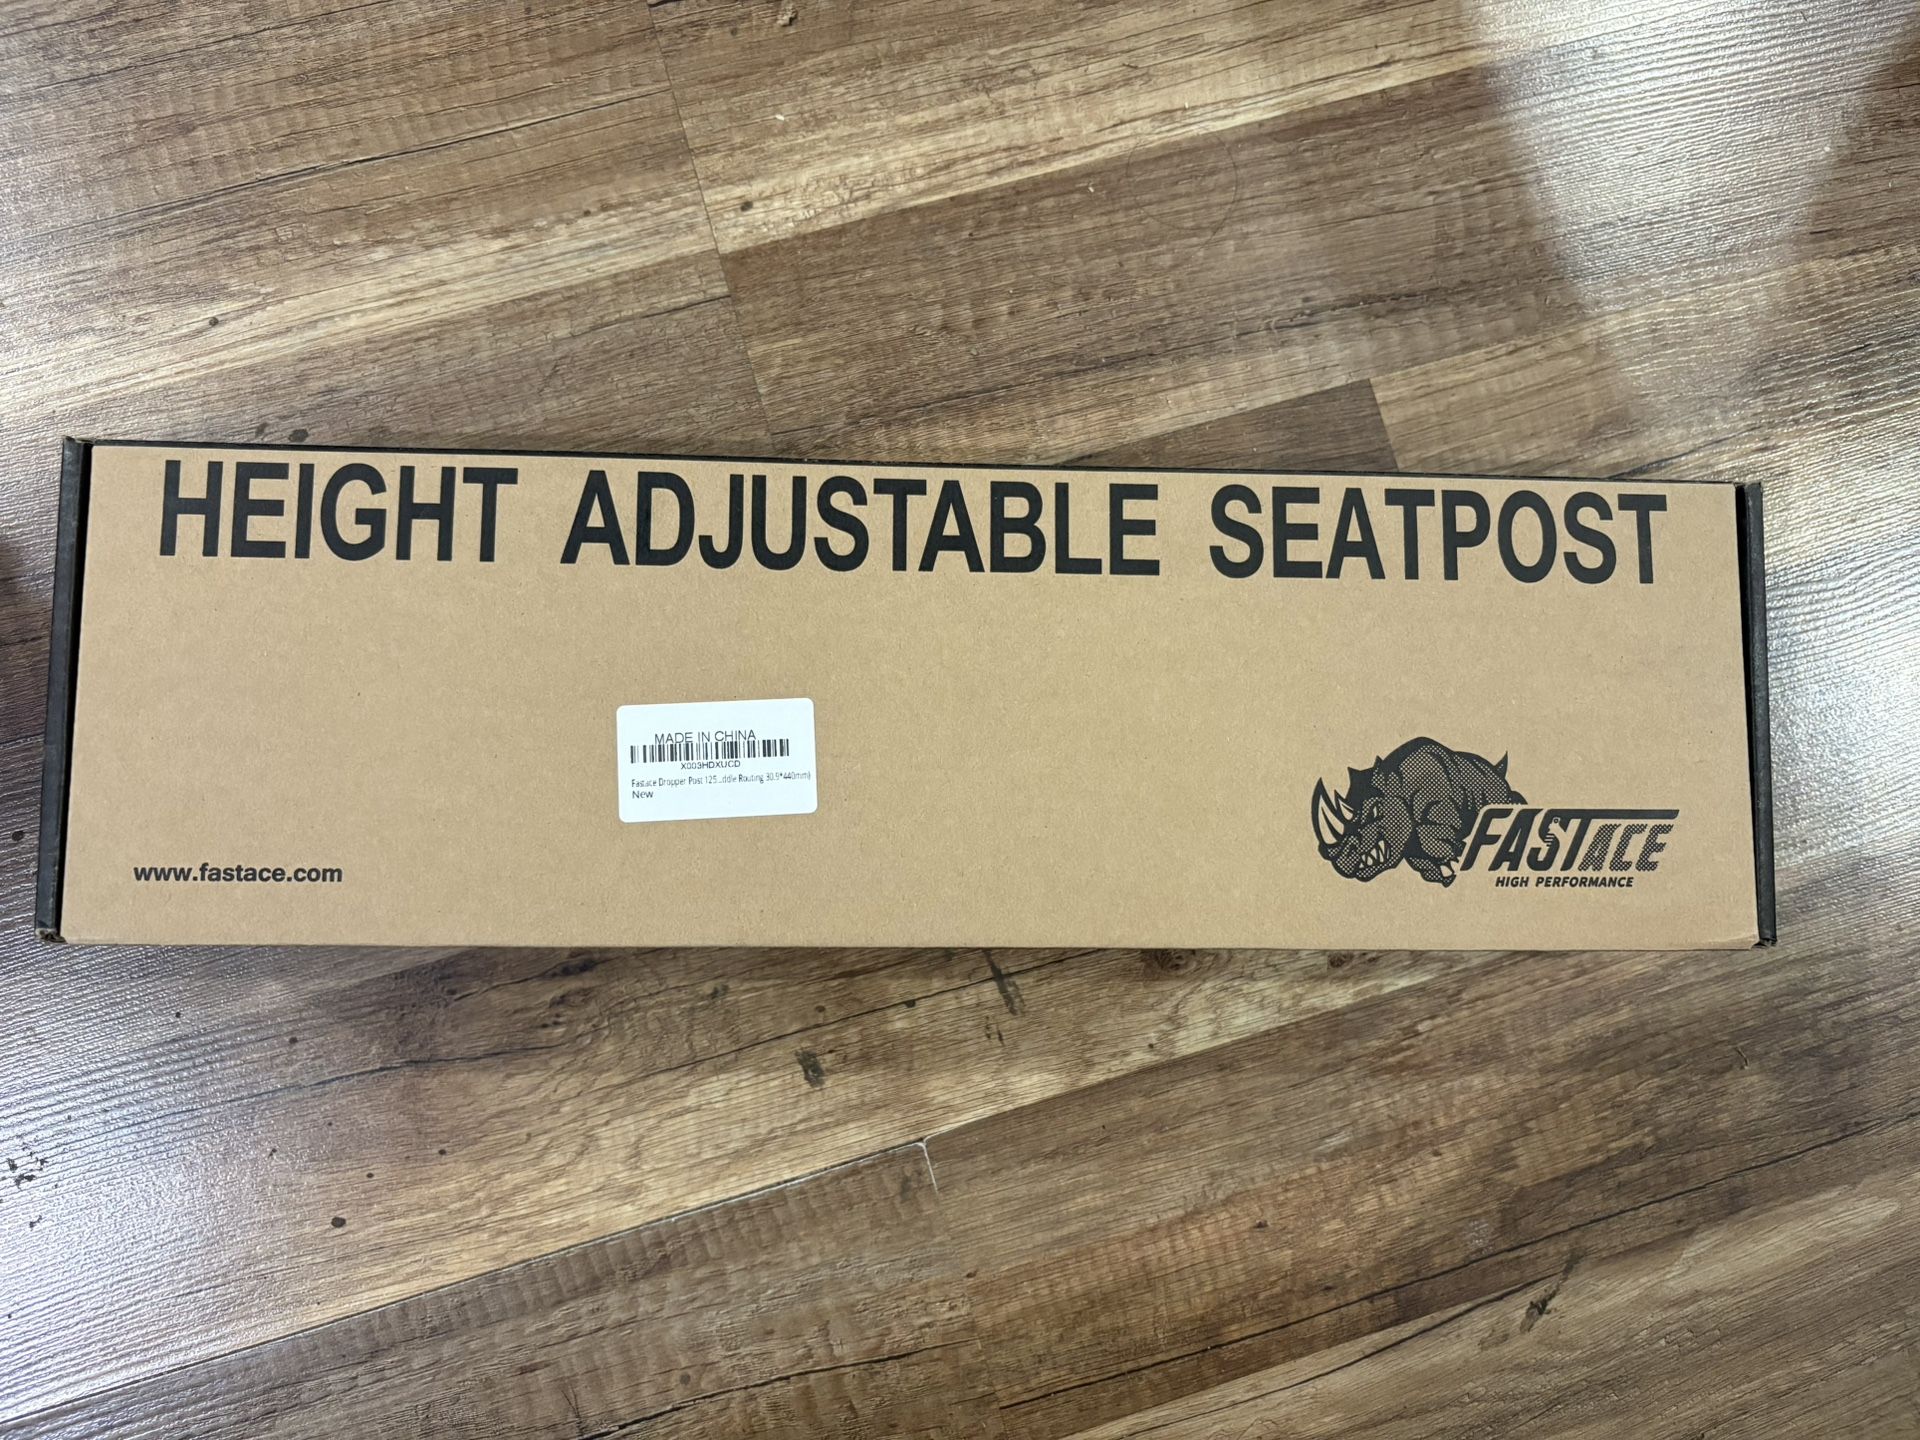 HEIGHT ADJUSTABLE SEATPOST
MADE IN CHINA
X003HDXUCD
Fastace Dropper Post 125...ddle Routing 30.9*440mm)
New
www.fastace.com
FASTACE
HIGH PERFORMANCE